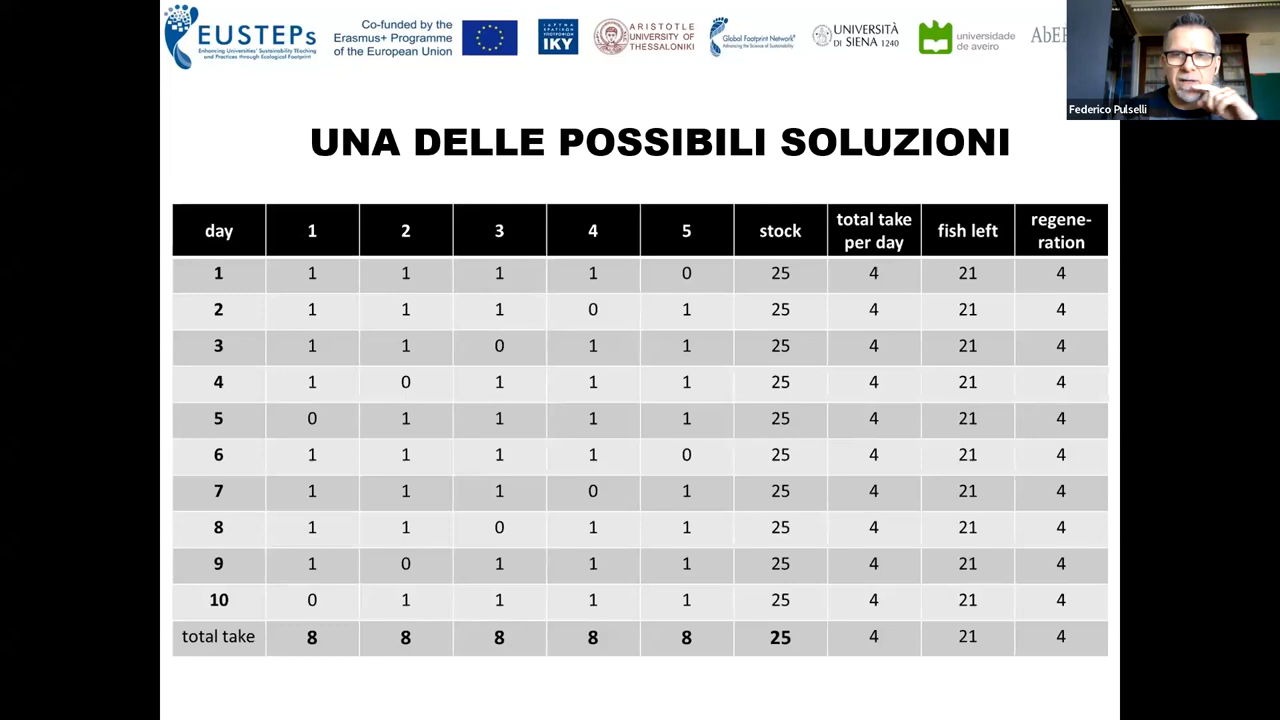 EUSTEPs
Enhancing Universities' Sustainability TEaching
and Practices through Ecological Footprint
Co-funded by the
Erasmus+ Programme
of the European Union
IKY
ARISTOTLE
UNIVERSITY OF
THESSALONIKI
Global Footprint Network
Advancing the Science of Sustainability
UNIVERSITÀ
DI SIENA 1240
universidade
de aveiro
Federico Pulselli
UNA DELLE POSSIBILI SOLUZIONI
day 1 2 3 4 5 stock total take per day fish left regene-ration
1 1 1 1 1 0 25 4 21 4
2 1 1 1 0 1 25 4 21 4
3 1 1 0 1 1 25 4 21 4
4 1 0 1 1 1 25 4 21 4
5 0 1 1 1 1 25 4 21 4
6 1 1 1 1 0 25 4 21 4
7 1 1 1 0 1 25 4 21 4
8 1 1 0 1 1 25 4 21 4
9 1 0 1 1 1 25 4 21 4
10 0 1 1 1 1 25 4 21 4
total take 8 8 8 8 8 25 4 21 4